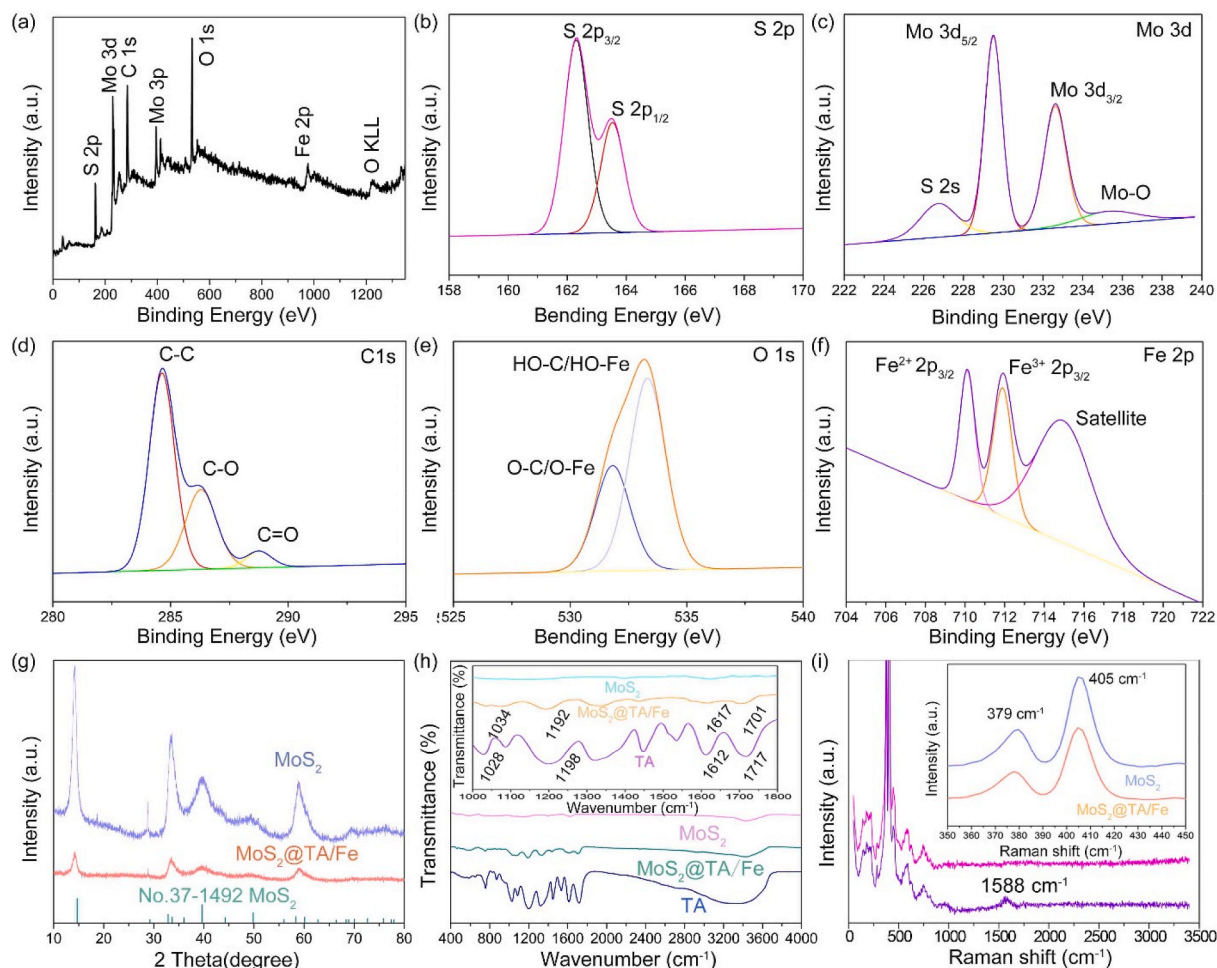 (a)
S 2p
Mo 3d
C 1s
Mo 3p
O 1s
Fe 2p
O KLL
Intensity (a.u.)
0 200 400 600 800 1000 1200
Binding Energy (eV)
(b)
S 2p
S 2p3/2
S 2p1/2
Intensity (a.u.)
158 160 162 164 166 168 170
Bending Energy (eV)
(c)
Mo 3d
Mo 3d5/2
Mo 3d3/2
S 2s
Mo-O
Intensity (a.u.)
222 224 226 228 230 232 234 236 238 240
Binding Energy (eV)
(d)
C1s
C-C
C-O
C=O
Intensity (a.u.)
280 285 290 295
Binding Energy (eV)
(e)
O 1s
HO-C/HO-Fe
O-C/O-Fe
Intensity (a.u.)
525 530 535 540
Bending Energy (eV)
(f)
Fe 2p
Fe2+ 2p3/2
Fe3+ 2p3/2
Satellite
Intensity (a.u.)
704 706 708 710 712 714 716 718 720 722
Binding Energy (eV)
(g)
MoS2
MoS2@TA/Fe
No.37-1492 MoS2
Intensity (a.u.)
10 20 30 40 50 60 70 80
2 Theta(degree)
(h)
Transmittance (%)
MoS2
MoS2@TA/Fe
1034
1192
1617
1701
1028
1198
TA
1612
1717
1000 1100 1200 1300 1400 1500 1600 1700 1800
Wavenumber (cm-1)
MoS2
MoS2@TA/Fe
TA
Transmittance (%)
400 800 1200 1600 2000 2400 2800 3200 3600 4000
Wavenumber (cm-1)
(i)
405 cm-1
379 cm-1
MoS2
MoS2@TA/Fe
Intensity (a.u.)
350 360 370 380 390 400 410 420 430 440 450
Raman shift (cm-1)
1588 cm-1
Intensity (a.u.)
0 500 1000 1500 2000 2500 3000 3500
Raman shift (cm-1)